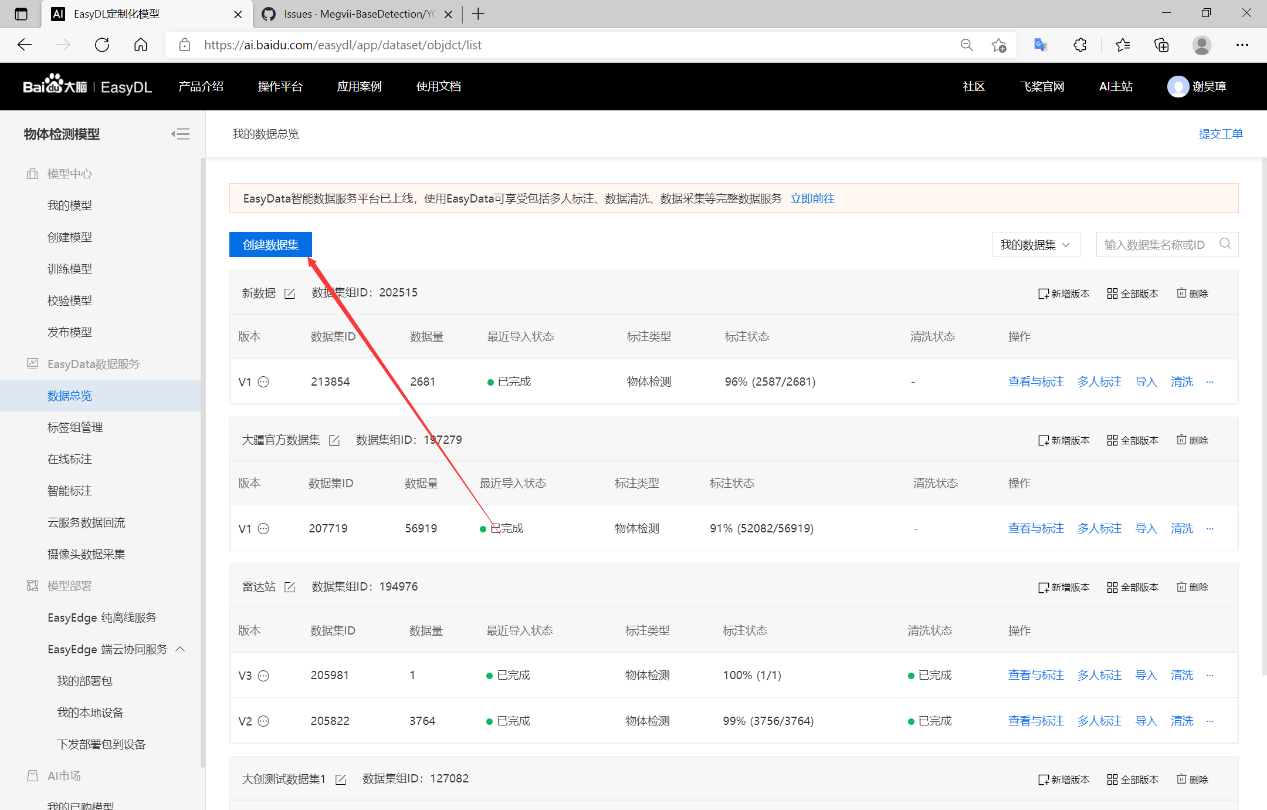 EasyDL定制化模型
Issues · Megvii-BaseDetection/YO
https://ai.baidu.com/easydl/app/dataset/objdct/list
Bai du 大脑 | EasyDL 产品介绍 操作平台 应用案例 使用文档 社区 飞桨官网 AI主站 谢昊璋
物体检测模型
模型中心
我的模型
创建模型
训练模型
校验模型
发布模型
EasyData数据服务
数据总览
标签组管理
在线标注
智能标注
云服务数据回流
摄像头数据采集
模型部署
EasyEdge 纯离线服务
EasyEdge 端云协同服务
我的部署包
我的本地设备
下发部署包到设备
AI市场
我的已购模型
我的数据总览 提交工单
EasyData智能数据服务平台已上线，使用EasyData可享受包括多人标注、数据清洗、数据采集等完整数据服务 立即前往
创建数据集 我的数据集 输入数据集名称或ID
新数据 数据集组ID：202515 新增版本 全部版本 删除
版本 数据集ID 数据量 最近导入状态 标注类型 标注状态 清洗状态 操作
V1 213854 2681 已完成 物体检测 96% (2587/2681) - 查看与标注 多人标注 导入 清洗 ...
大疆官方数据集 数据集组ID：197279 新增版本 全部版本 删除
版本 数据集ID 数据量 最近导入状态 标注类型 标注状态 清洗状态 操作
V1 207719 56919 已完成 物体检测 91% (52082/56919) - 查看与标注 多人标注 导入 清洗 ...
雷达站 数据集组ID：194976 新增版本 全部版本 删除
版本 数据集ID 数据量 最近导入状态 标注类型 标注状态 清洗状态 操作
V3 205981 1 已完成 物体检测 100% (1/1) 已完成 查看与标注 多人标注 导入 清洗 ...
V2 205822 3764 已完成 物体检测 99% (3756/3764) 已完成 查看与标注 多人标注 导入 清洗 ...
大创测试数据集1 数据集组ID：127082 新增版本 全部版本 删除